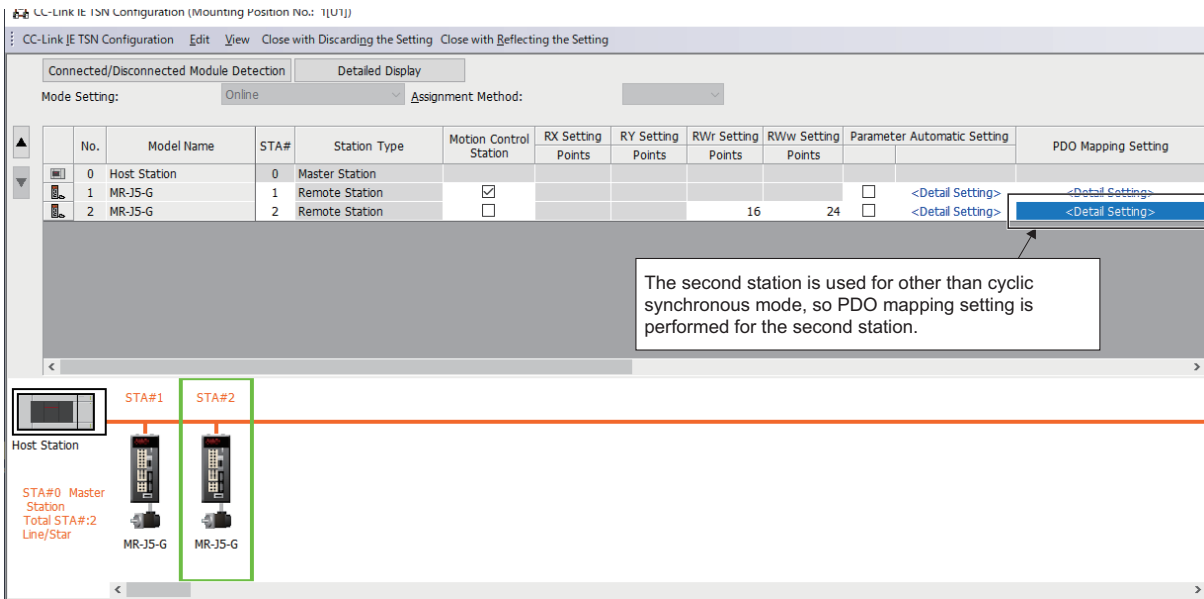 CC-Link IE TSN Configuration (Mounting Position No.: 1[U1])
CC-Link IE TSN Configuration Edit View Close with Discarding the Setting Close with Reflecting the Setting
Connected/Disconnected Module Detection Detailed Display
Mode Setting: Online Assignment Method:
No. Model Name STA# Station Type Motion Control Station RX Setting RY Setting RWr Setting RWw Setting Parameter Automatic Setting PDO Mapping Setting
Points Points Points Points
0 Host Station 0 Master Station
1 MR-J5-G 1 Remote Station <Detail Setting> <Detail Setting>
2 MR-J5-G 2 Remote Station 16 24 <Detail Setting> <Detail Setting>
The second station is used for other than cyclic
synchronous mode, so PDO mapping setting is
performed for the second station.
STA#1 STA#2
Host Station
STA#0 Master
Station
Total STA#:2
Line/Star
MR-J5-G MR-J5-G